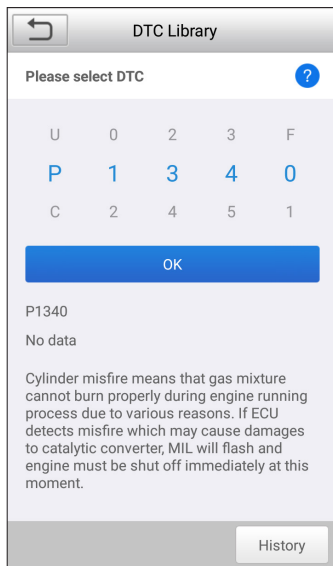 DTC Library
Please select DTC
?
U 0 2 3 F
P 1 3 4 0
C 2 4 5 1
OK
P1340
No data
Cylinder misfire means that gas mixture
cannot burn properly during engine running
process due to various reasons. If ECU
detects misfire which may cause damages
to catalytic converter, MIL will flash and
engine must be shut off immediately at this
moment.
History